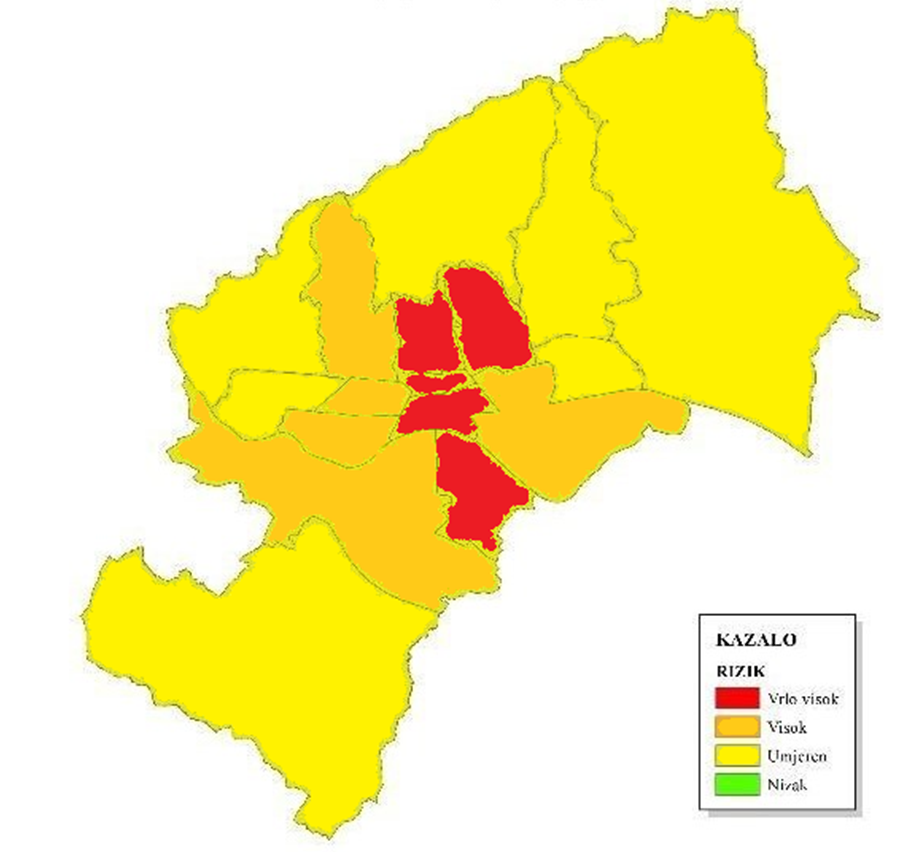 KAZALO
RIZIK
Vrlo visok
Visok
Umjeren
Nizak